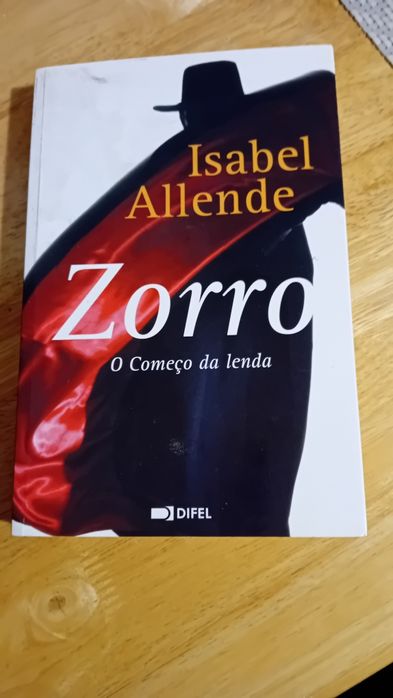 Isabel
Allende
Zorro
O Começo da lenda
DIFEL